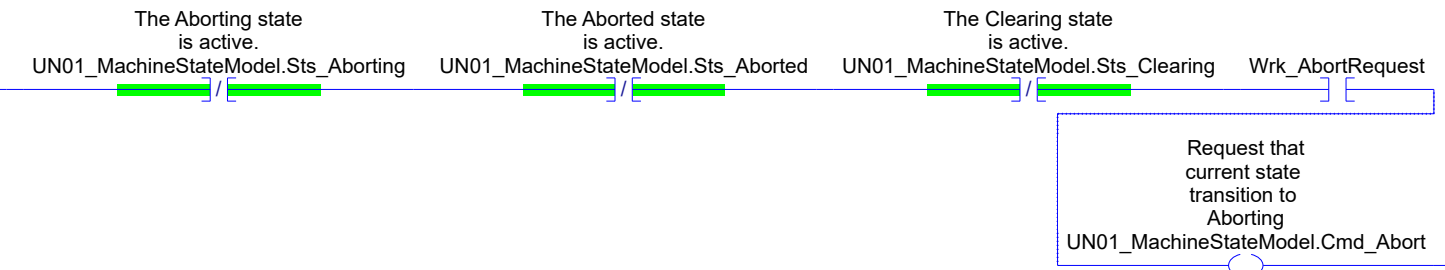 The Aborting state
is active.
UN01_MachineStateModel.Sts_Aborting
The Aborted state
is active.
UN01_MachineStateModel.Sts_Aborted
The Clearing state
is active.
UN01_MachineStateModel.Sts_Clearing
Wrk_AbortRequest
/
/
/
Request that
current state
transition to
Aborting
UN01_MachineStateModel.Cmd_Abort